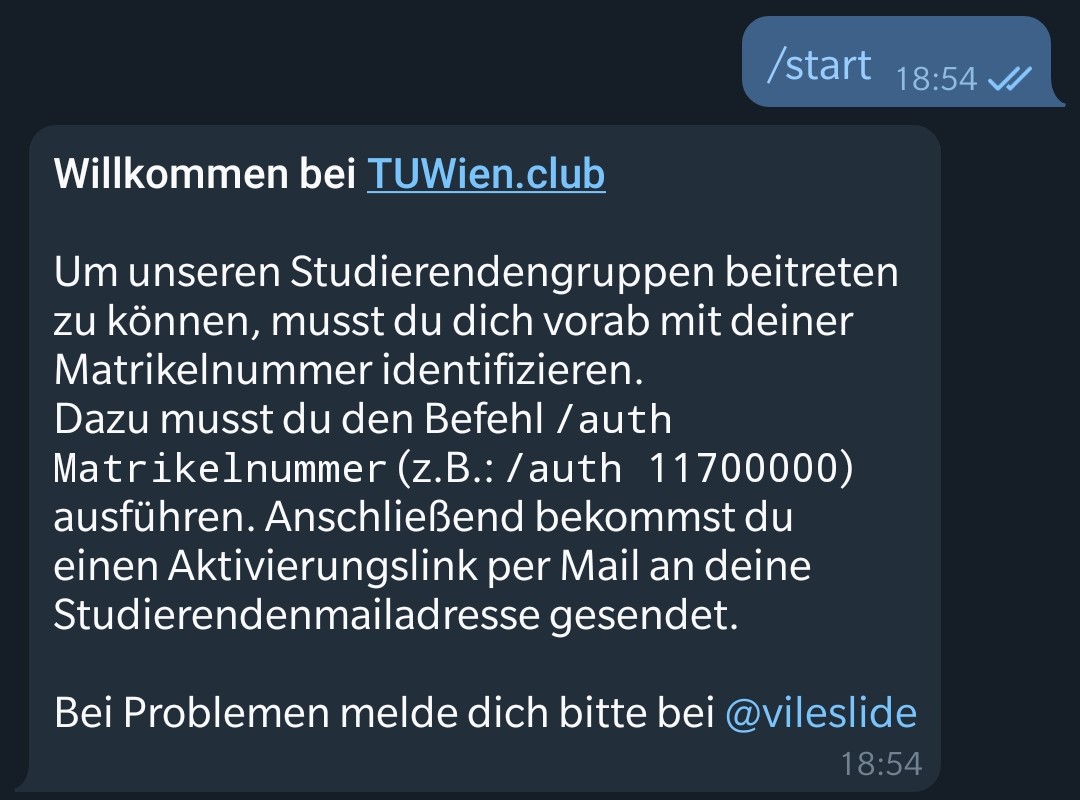 /start 18:54
Willkommen bei TUWien.club
Um unseren Studierendengruppen beitreten
zu können, musst du dich vorab mit deiner
Matrikelnummer identifizieren.
Dazu musst du den Befehl /auth
Matrikelnummer (z.B.: /auth 11700000)
ausführen. Anschließend bekommst du
einen Aktivierungslink per Mail an deine
Studierendenmailadresse gesendet.
Bei Problemen melde dich bitte bei @vileslide
18:54